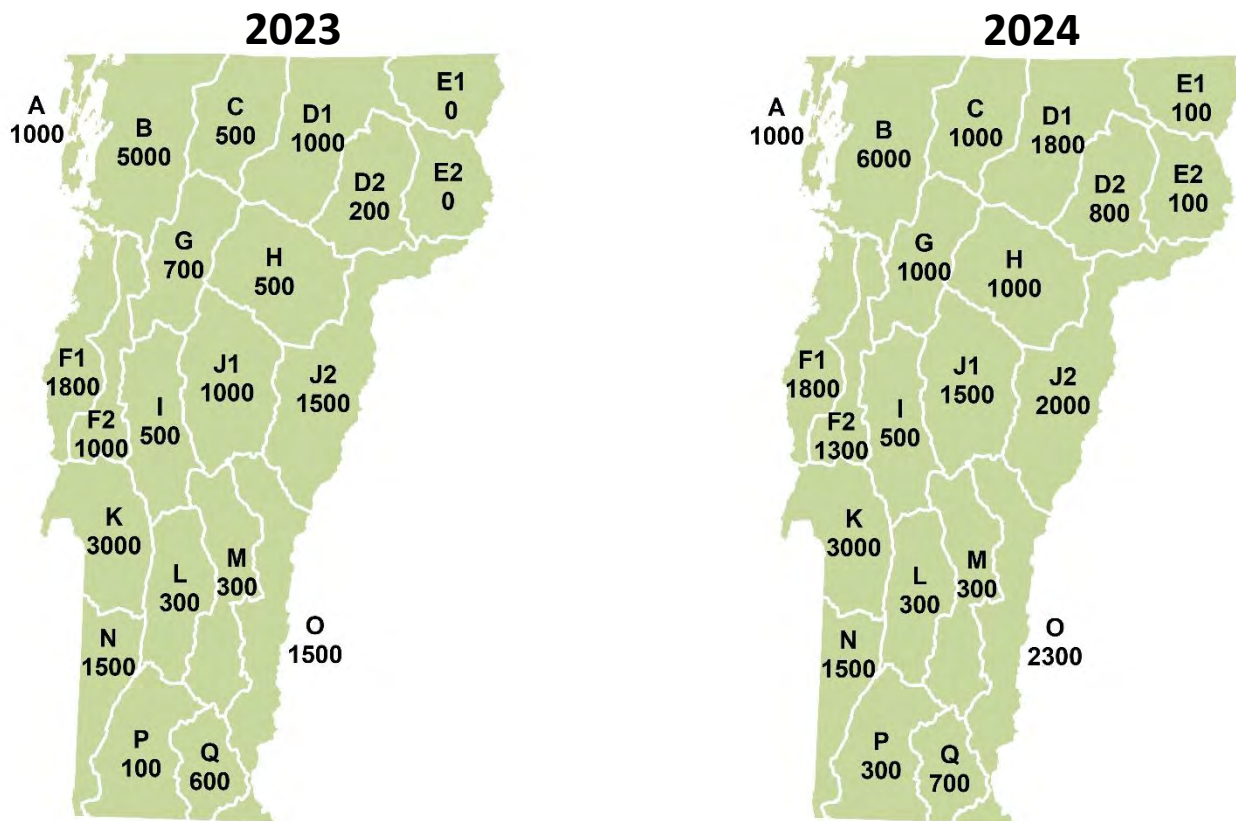 2023
A
1000
B
5000
C
500
D1
1000
E1
0
D2
200
E2
0
G
700
H
500
F1
1800
F2
1000
I
500
J1
1000
J2
1500
K
3000
L
300
M
300
N
1500
O
1500
P
100
Q
600
2024
A
1000
B
6000
C
1000
D1
1800
E1
100
D2
800
E2
100
G
1000
H
1000
F1
1800
F2
1300
I
500
J1
1500
J2
2000
K
3000
L
300
M
300
N
1500
O
2300
P
300
Q
700